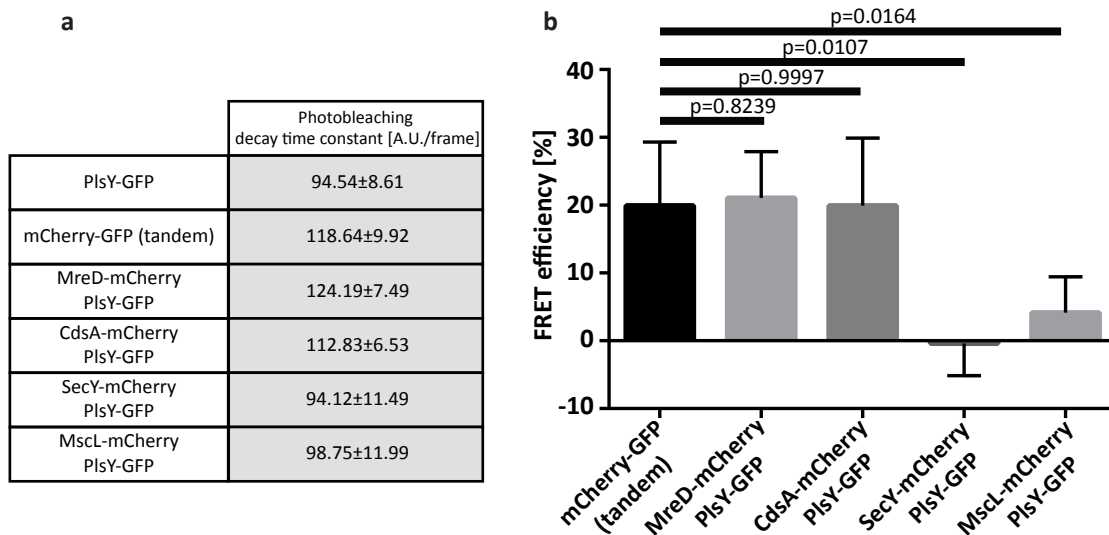 a
Photobleaching
decay time constant [A.U./frame]
PlsY-GFP
94.54±8.61
mCherry-GFP (tandem)
118.64±9.92
MreD-mCherry
PlsY-GFP
124.19±7.49
CdsA-mCherry
PlsY-GFP
112.83±6.53
SecY-mCherry
PlsY-GFP
94.12±11.49
MscL-mCherry
PlsY-GFP
98.75±11.99
b
p=0.0164
p=0.0107
p=0.9997
p=0.8239
FRET efficiency [%]
40
30
20
10
0
-10
mCherry-GFP
(tandem)
MreD-mCherry
PlsY-GFP
CdsA-mCherry
PlsY-GFP
SecY-mCherry
PlsY-GFP
MscL-mCherry
PlsY-GFP